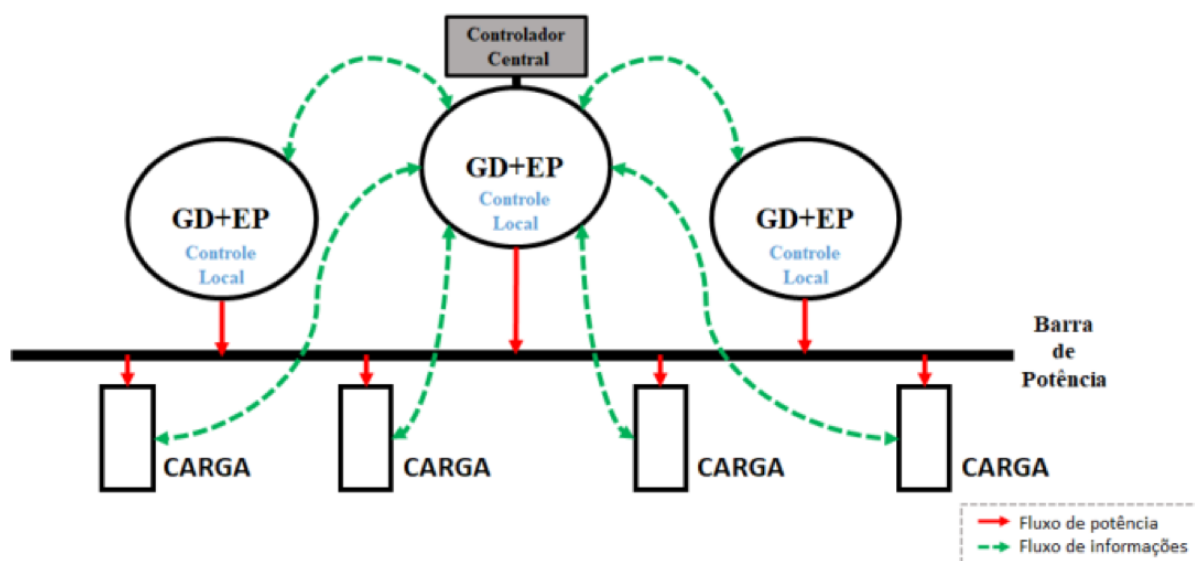 Controlador
Central
GD+EP
Controle
Local
GD+EP
Controle
Local
GD+EP
Controle
Local
Barra
de
Potência
CARGA
CARGA
CARGA
CARGA
Fluxo de potência
Fluxo de informações